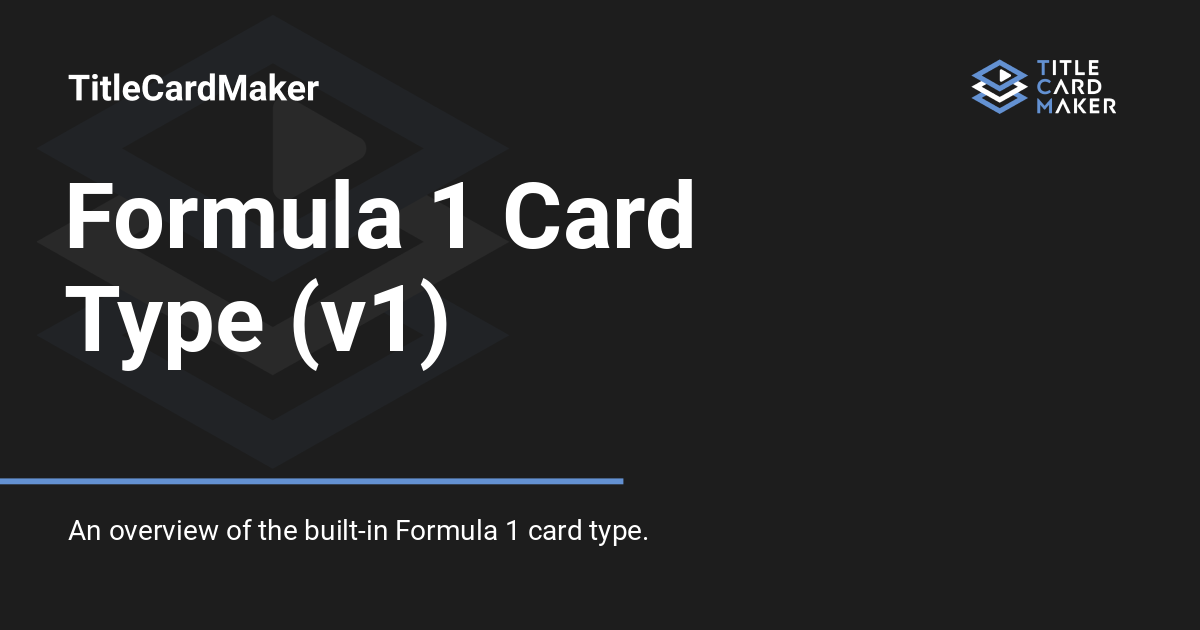 TitleCardMaker
TITLE
CARD
MAKER
Formula 1 Card
Type (v1)
An overview of the built-in Formula 1 card type.